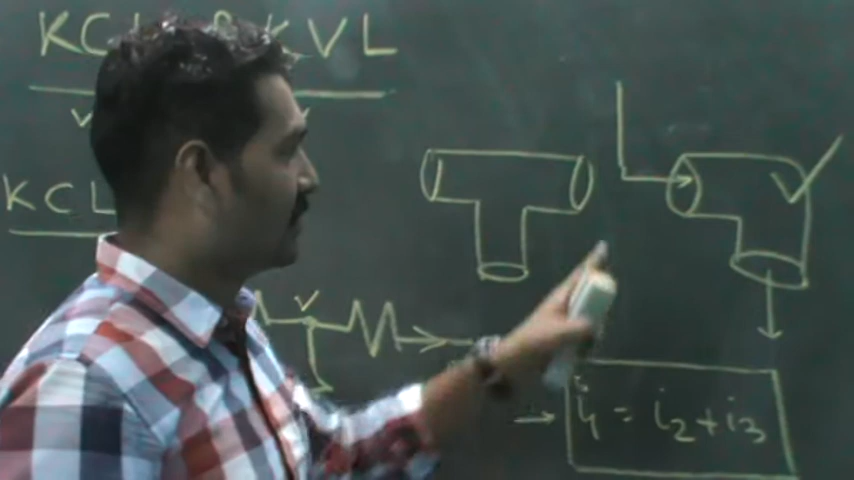 KCL & KVL
KCL
i₁ = i₂ + i₃